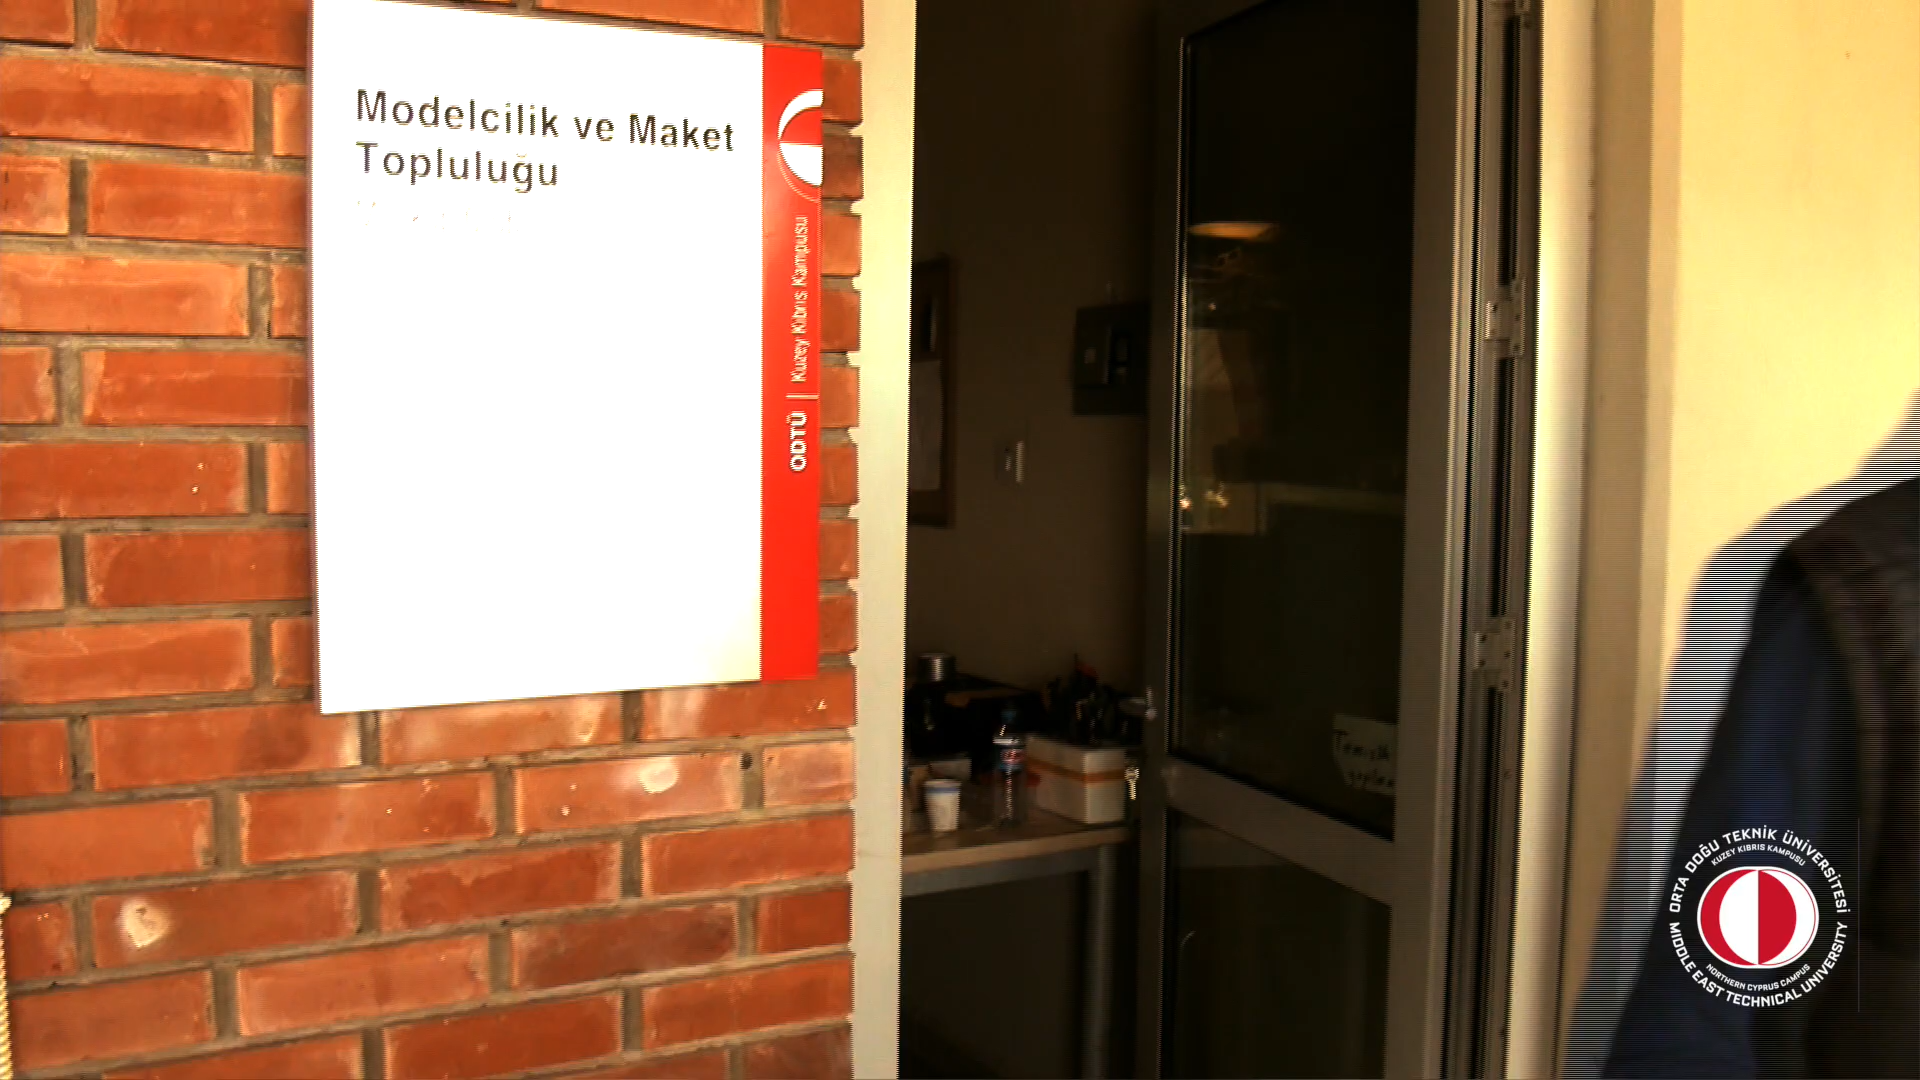 Modelcilik ve Maket
Topluluğu
ODTÜ | Kuzey Kıbrıs Kampusu
ORTA DOĞU TEKNİK ÜNİVERSİTESİ
KUZEY KIBRIS KAMPUSU
NORTHERN CYPRUS CAMPUS
MIDDLE EAST TECHNICAL UNIVERSITY